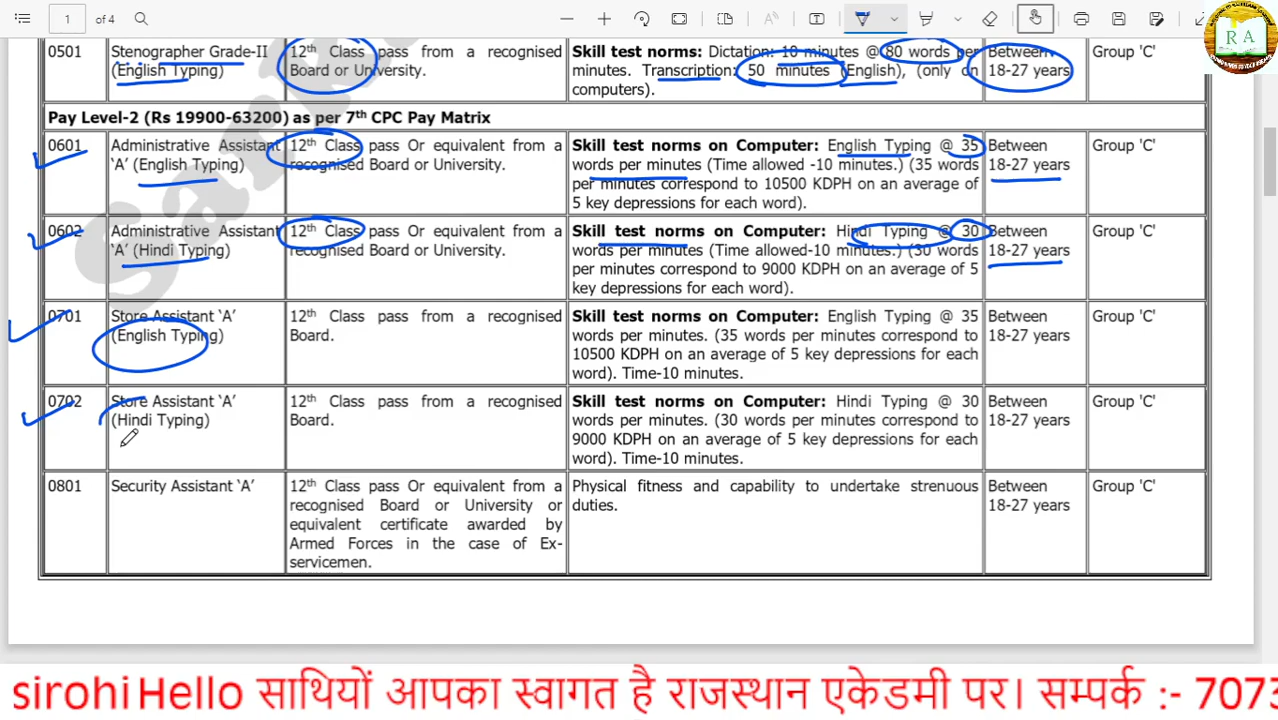 1 of 4
RA
0501 Stenographer Grade-II 12th Class pass from a recognised Skill test norms: Dictation: 10 minutes @ 80 words per Between Group 'C'
(English Typing) Board or University. minutes. Transcription: 50 minutes (English), (only on 18-27 years
computers).
Pay Level-2 (Rs 19900-63200) as per 7th CPC Pay Matrix
0601 Administrative Assistant 12th Class pass Or equivalent from a Skill test norms on Computer: English Typing @ 35 Between Group 'C'
'A' (English Typing) recognised Board or University. words per minutes (Time allowed -10 minutes.) (35 words 18-27 years
per minutes correspond to 10500 KDPH on an average of
5 key depressions for each word).
0602 Administrative Assistant 12th Class pass Or equivalent from a Skill test norms on Computer: Hindi Typing @ 30 Between Group 'C'
'A' (Hindi Typing) recognised Board or University. words per minutes (Time allowed-10 minutes.) (30 words 18-27 years
per minutes correspond to 9000 KDPH on an average of 5
key depressions for each word).
0701 Store Assistant 'A' 12th Class pass from a recognised Skill test norms on Computer: English Typing @ 35 Between Group 'C'
(English Typing) Board. words per minutes. (35 words per minutes correspond to 18-27 years
10500 KDPH on an average of 5 key depressions for each
word). Time-10 minutes.
0702 Store Assistant 'A' 12th Class pass from a recognised Skill test norms on Computer: Hindi Typing @ 30 Between Group 'C'
(Hindi Typing) Board. words per minutes. (30 words per minutes correspond to 18-27 years
9000 KDPH on an average of 5 key depressions for each
word). Time-10 minutes.
0801 Security Assistant 'A' 12th Class pass Or equivalent from a Physical fitness and capability to undertake strenuous Between Group 'C'
recognised Board or University or duties. 18-27 years
equivalent certificate awarded by
Armed Forces in the case of Ex-
servicemen.
sirohi Hello साथियों आपका स्वागत है राजस्थान एकेडमी पर। सम्पर्क :- 7073